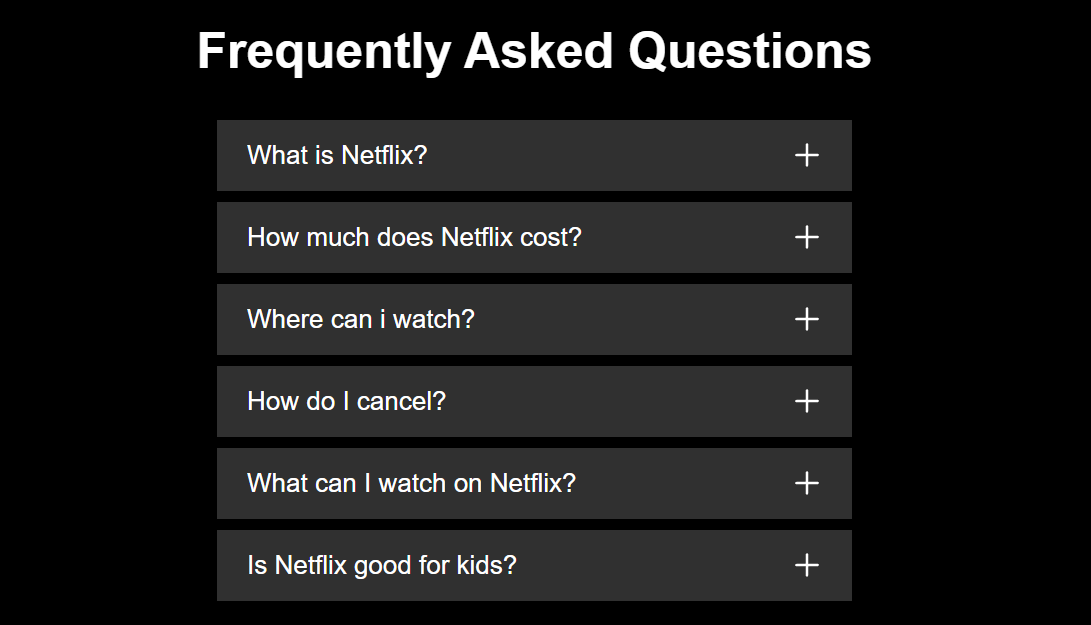 Frequently Asked Questions
What is Netflix?
How much does Netflix cost?
Where can i watch?
How do I cancel?
What can I watch on Netflix?
Is Netflix good for kids?